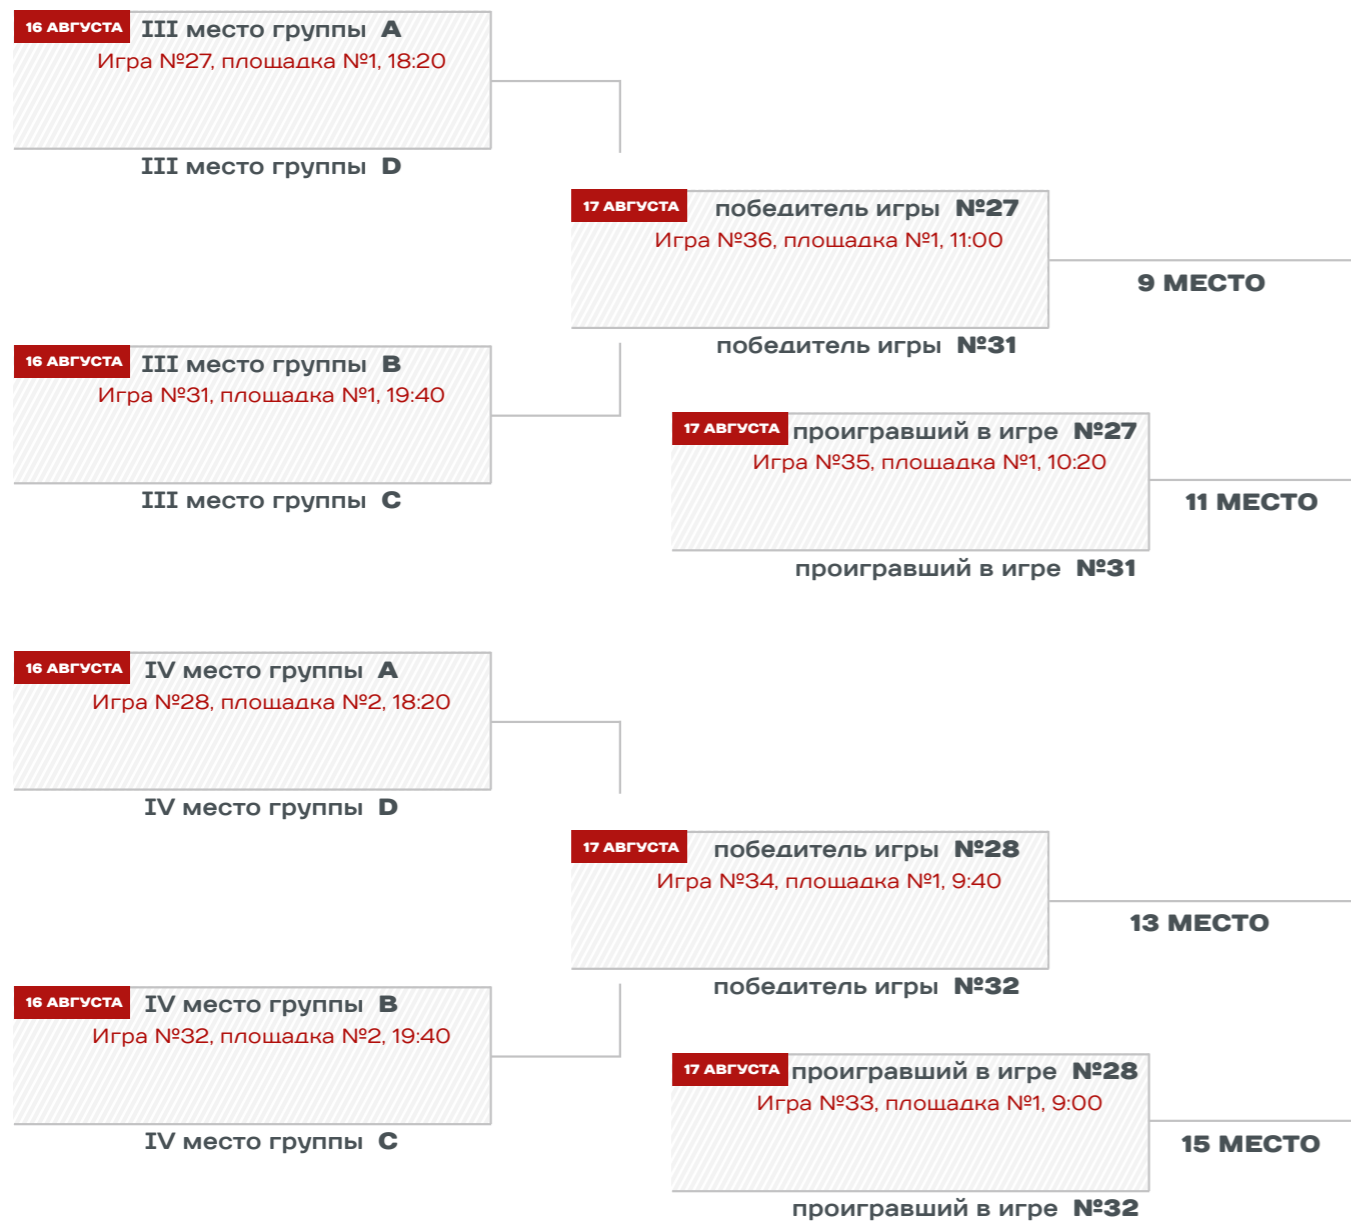 16 АВГУСТА III место группы A
Игра №27, площадка №1, 18:20
III место группы D
17 АВГУСТА победитель игры №27
Игра №36, площадка №1, 11:00
9 МЕСТО
победитель игры №31
16 АВГУСТА III место группы B
Игра №31, площадка №1, 19:40
III место группы C
17 АВГУСТА проигравший в игре №27
Игра №35, площадка №1, 10:20
11 МЕСТО
проигравший в игре №31
16 АВГУСТА IV место группы A
Игра №28, площадка №2, 18:20
IV место группы D
17 АВГУСТА победитель игры №28
Игра №34, площадка №1, 9:40
13 МЕСТО
победитель игры №32
16 АВГУСТА IV место группы B
Игра №32, площадка №2, 19:40
IV место группы C
17 АВГУСТА проигравший в игре №28
Игра №33, площадка №1, 9:00
15 МЕСТО
проигравший в игре №32